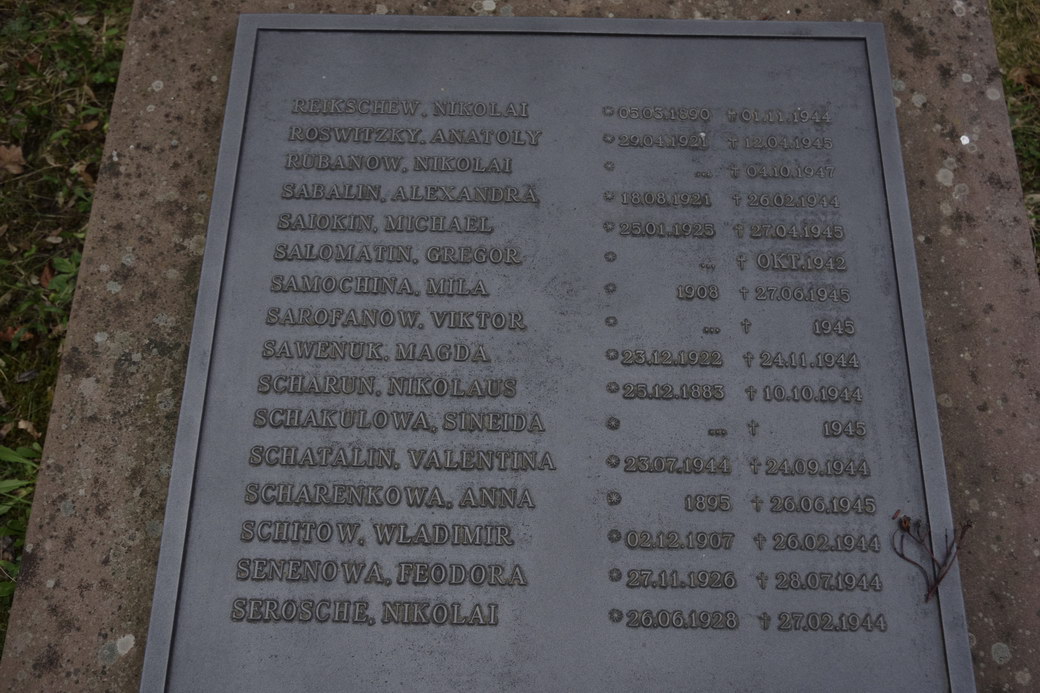 REIKSCHEW, NIKOLAI * 05.05.1890 † 01.11.1944
ROSWITZKY, ANATOLY * 29.04.1921 † 12.04.1945
RUBANOW, NIKOLAI * ... † 04.10.1947
SABALIN, ALEXANDRA * 18.08.1921 † 26.02.1944
SAIOKIN, MICHAEL * 25.01.1925 † 27.04.1945
SALOMATIN, GREGOR * ... † OKT.1942
SAMOCHINA, MILA * 1908 † 27.06.1945
SAROFANOW, VIKTOR * ... † 1945
SAWENUK, MAGDA * 23.12.1922 † 24.11.1944
SCHARUN, NIKOLAUS * 25.12.1883 † 10.10.1944
SCHAKULOWA, SINEIDA * ... † 1945
SCHATALIN, VALENTINA * 23.07.1944 † 24.09.1944
SCHARENKOWA, ANNA * 1895 † 26.06.1945
SCHITOW, WLADIMIR * 02.12.1907 † 26.02.1944
SENENOWA, FEODORA * 27.11.1926 † 28.07.1944
SEROSCHE, NIKOLAI * 26.06.1928 † 27.02.1944